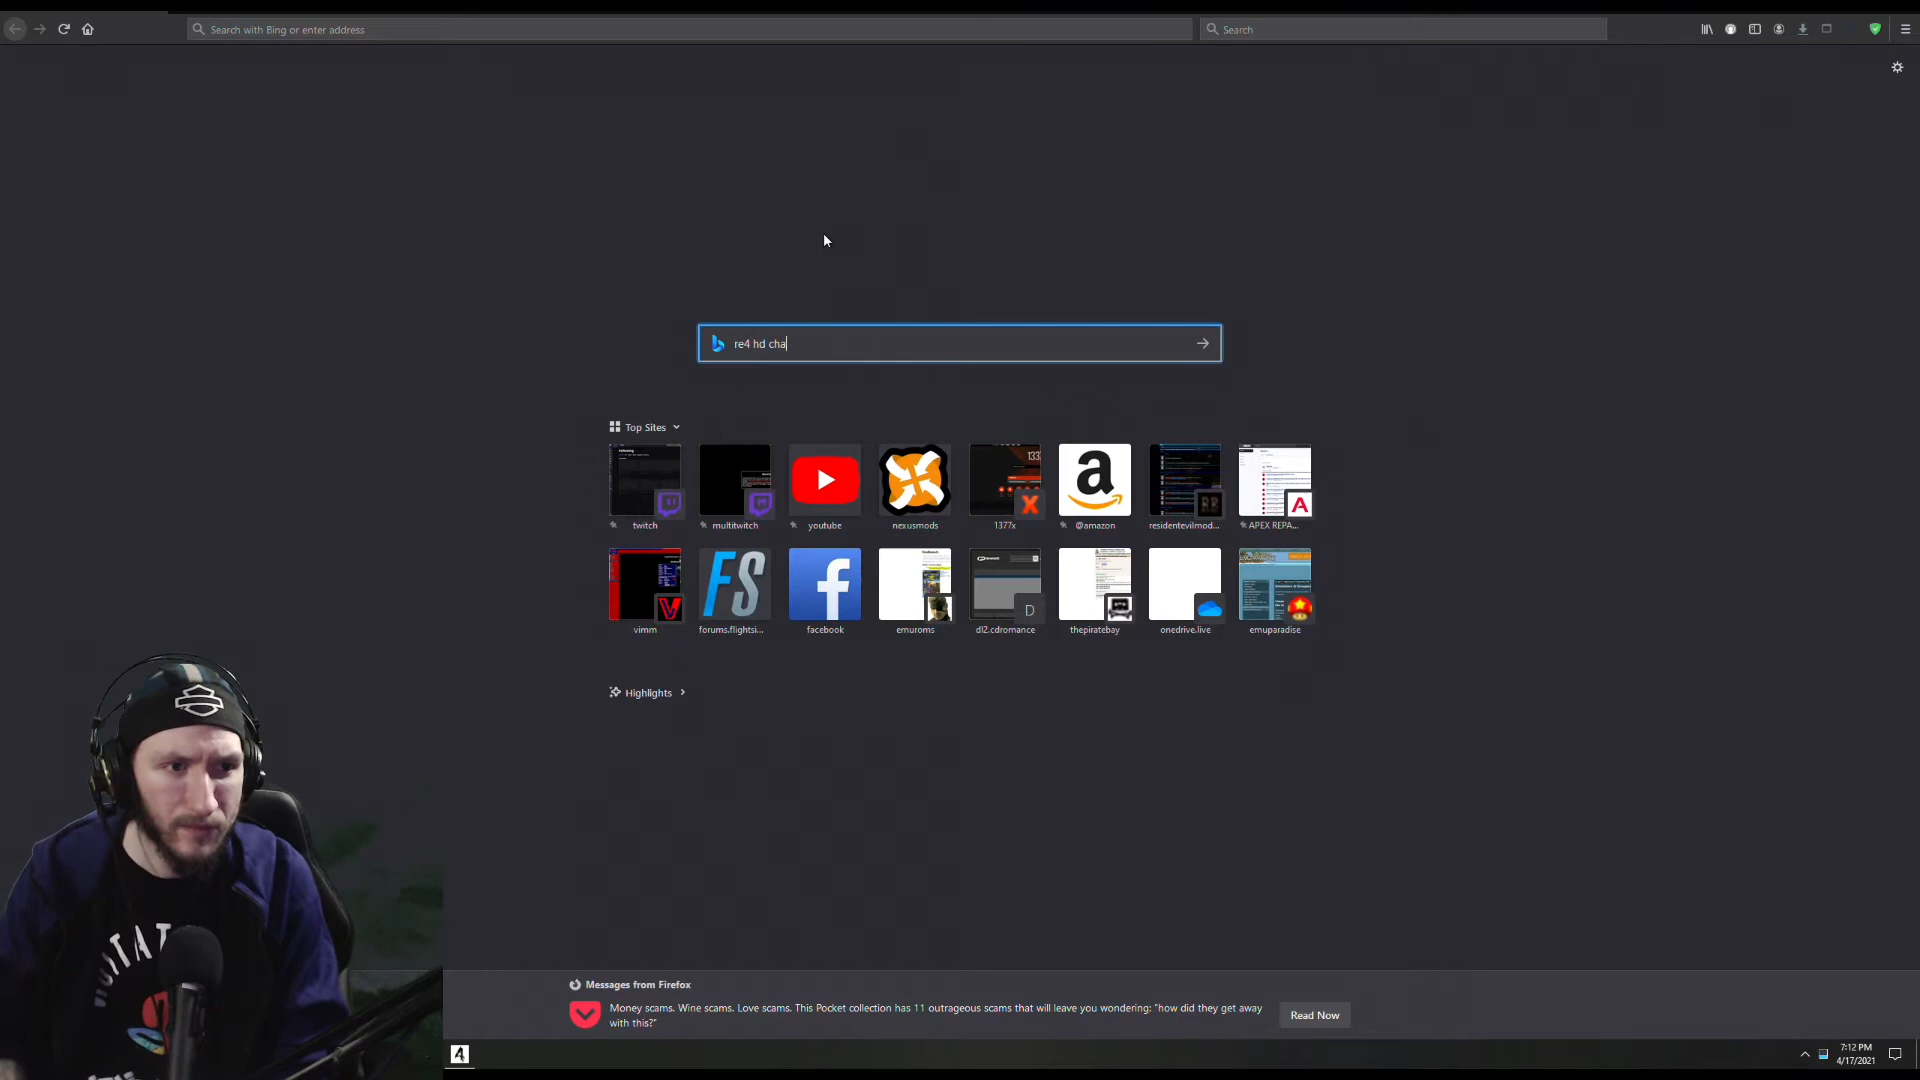 Search with Bing or enter address
Search
re4 hd cha
Top Sites
twitch
multitwitch
youtube
nexusmods
1377x
@amazon
residentevilmod...
APEX REPA...
vimm
forums.flightsi...
facebook
emuroms
dl2.cdromance
thepiratebay
onedrive.live
emuparadise
Highlights
Messages from Firefox
Money scams. Wine scams. Love scams. This Pocket collection has 11 outrageous scams that will leave you wondering: "how did they get away
with this?"
Read Now
7:12 PM
4/17/2021